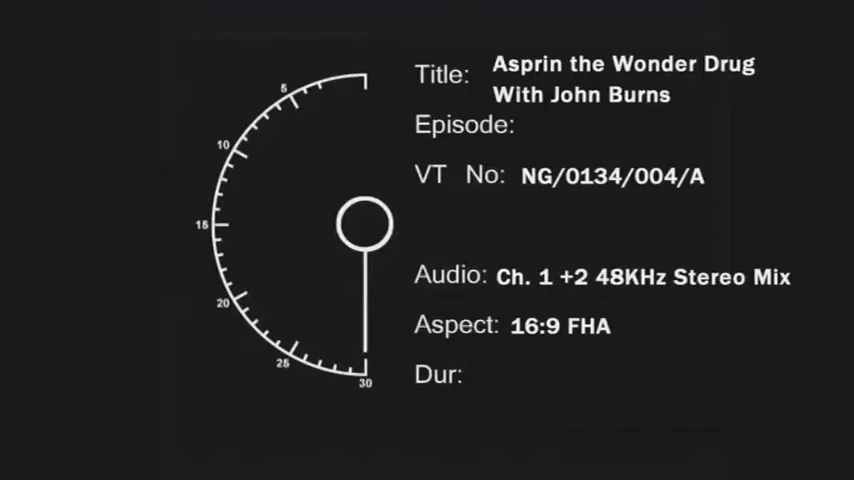 Title: Asprin the Wonder Drug
With John Burns
Episode:
VT No: NG/0134/004/A
Audio: Ch. 1 +2 48KHz Stereo Mix
Aspect: 16:9 FHA
Dur:
5
10
15
20
25
30